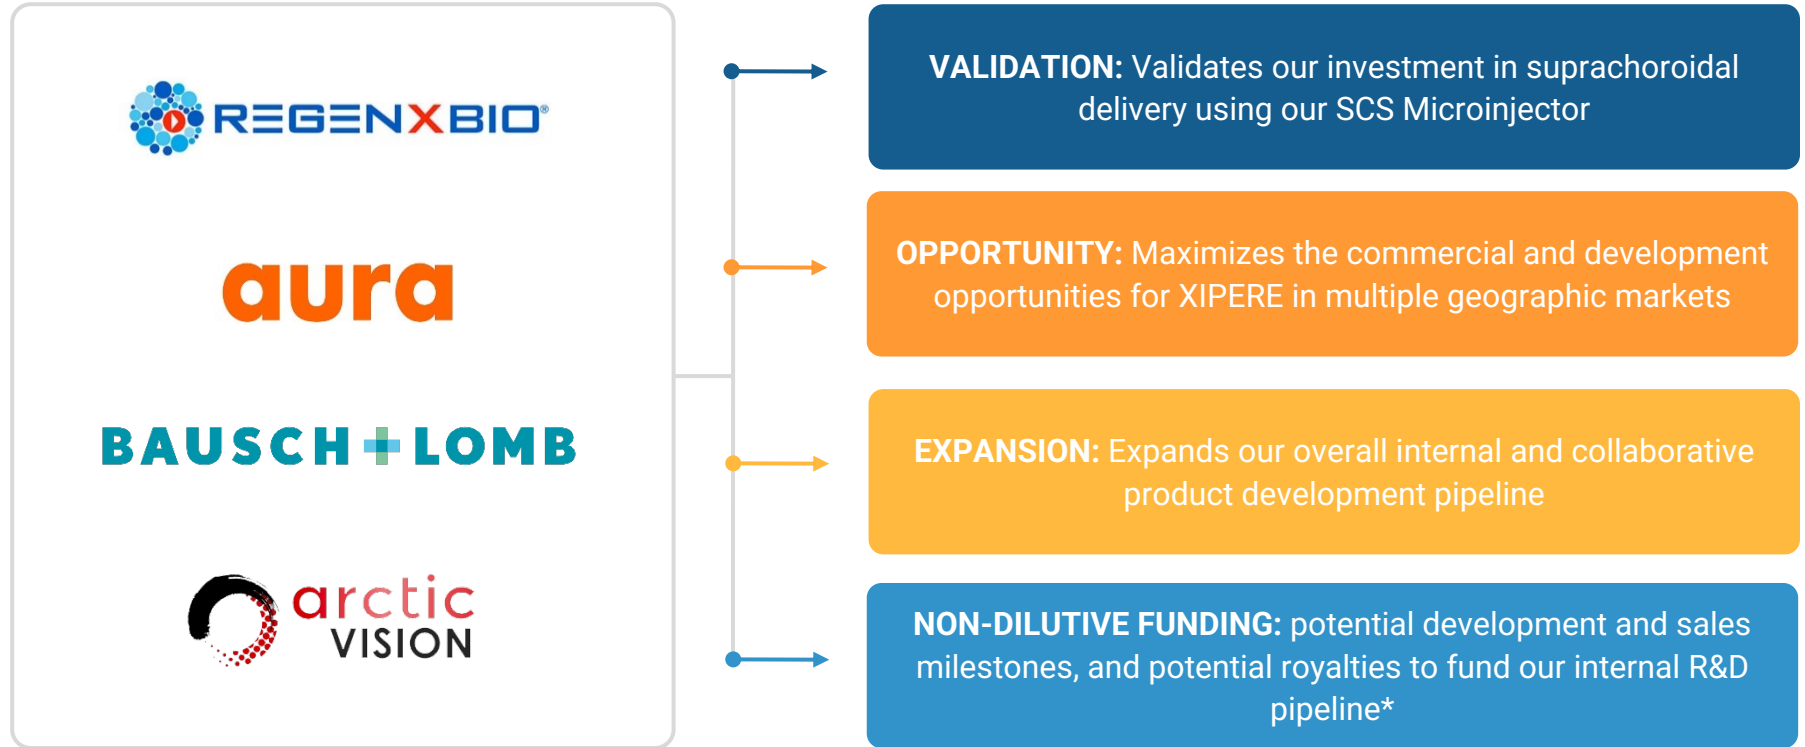 REGENXBIO®
aura
BAUSCH + LOMB
arctic
VISION
VALIDATION: Validates our investment in suprachoroidal
delivery using our SCS Microinjector
OPPORTUNITY: Maximizes the commercial and development
opportunities for XIPERE in multiple geographic markets
EXPANSION: Expands our overall internal and collaborative
product development pipeline
NON-DILUTIVE FUNDING: potential development and sales
milestones, and potential royalties to fund our internal R&D
pipeline*